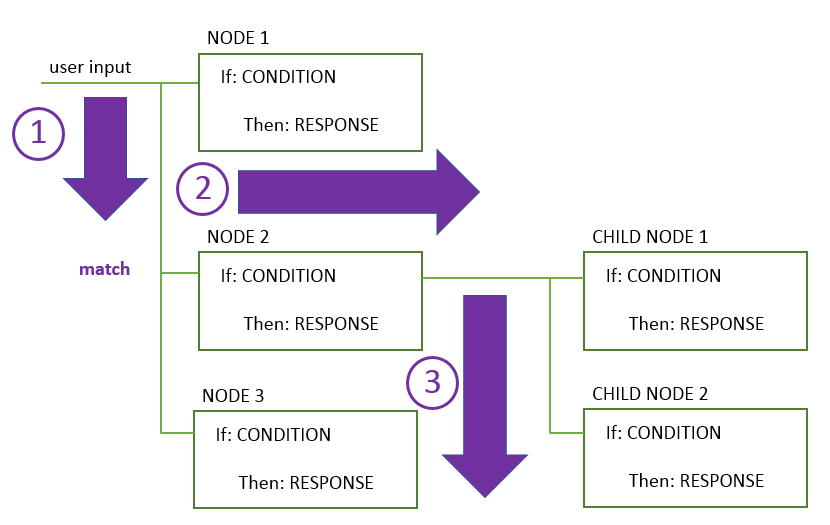 NODE 1
user input
If: CONDITION
Then: RESPONSE
1
2
NODE 2
CHILD NODE 1
match
If: CONDITION
If: CONDITION
Then: RESPONSE
Then: RESPONSE
3
NODE 3
CHILD NODE 2
If: CONDITION
If: CONDITION
Then: RESPONSE
Then: RESPONSE